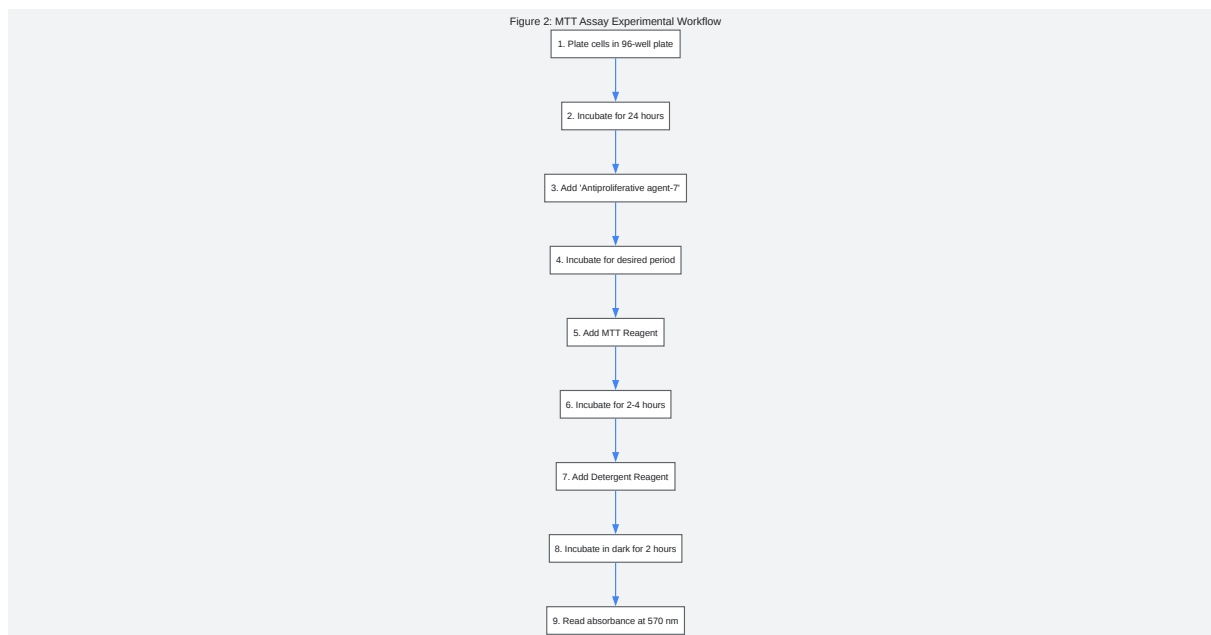 Figure 2: MTT Assay Experimental Workflow
1. Plate cells in 96-well plate
2. Incubate for 24 hours
3. Add 'Antiproliferative agent-7'
4. Incubate for desired period
5. Add MTT Reagent
6. Incubate for 2-4 hours
7. Add Detergent Reagent
8. Incubate in dark for 2 hours
9. Read absorbance at 570 nm